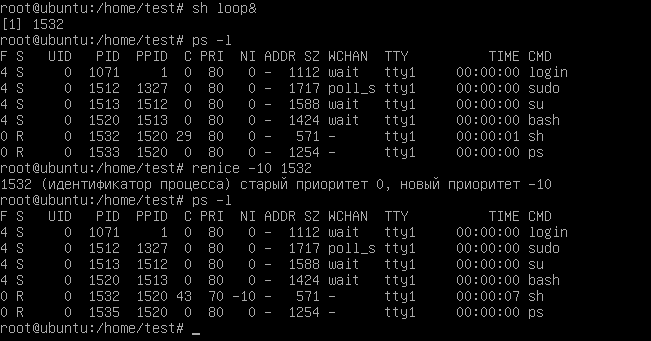 root@ubuntu:/home/test# sh loop&
[1] 1532
root@ubuntu:/home/test# ps -l
F S   UID   PID  PPID  C PRI  NI ADDR SZ WCHAN  TTY          TIME CMD
4 S     0  1071     1  0  80   0 -  1112 wait   tty1     00:00:00 login
4 S     0  1512  1327  0  80   0 -  1717 poll_s tty1     00:00:00 sudo
4 S     0  1513  1512  0  80   0 -  1588 wait   tty1     00:00:00 su
4 S     0  1520  1513  0  80   0 -  1424 wait   tty1     00:00:00 bash
0 R     0  1532  1520 29  80   0 -   571 -      tty1     00:00:01 sh
0 R     0  1533  1520  0  80   0 -  1254 -      tty1     00:00:00 ps
root@ubuntu:/home/test# renice -10 1532
1532 (идентификатор процесса) старый приоритет 0, новый приоритет -10
root@ubuntu:/home/test# ps -l
F S   UID   PID  PPID  C PRI  NI ADDR SZ WCHAN  TTY          TIME CMD
4 S     0  1071     1  0  80   0 -  1112 wait   tty1     00:00:00 login
4 S     0  1512  1327  0  80   0 -  1717 poll_s tty1     00:00:00 sudo
4 S     0  1513  1512  0  80   0 -  1588 wait   tty1     00:00:00 su
4 S     0  1520  1513  0  80   0 -  1424 wait   tty1     00:00:00 bash
0 R     0  1532  1520 43  70 -10 -   571 -      tty1     00:00:07 sh
0 R     0  1535  1520  0  80   0 -  1254 -      tty1     00:00:00 ps
root@ubuntu:/home/test# _